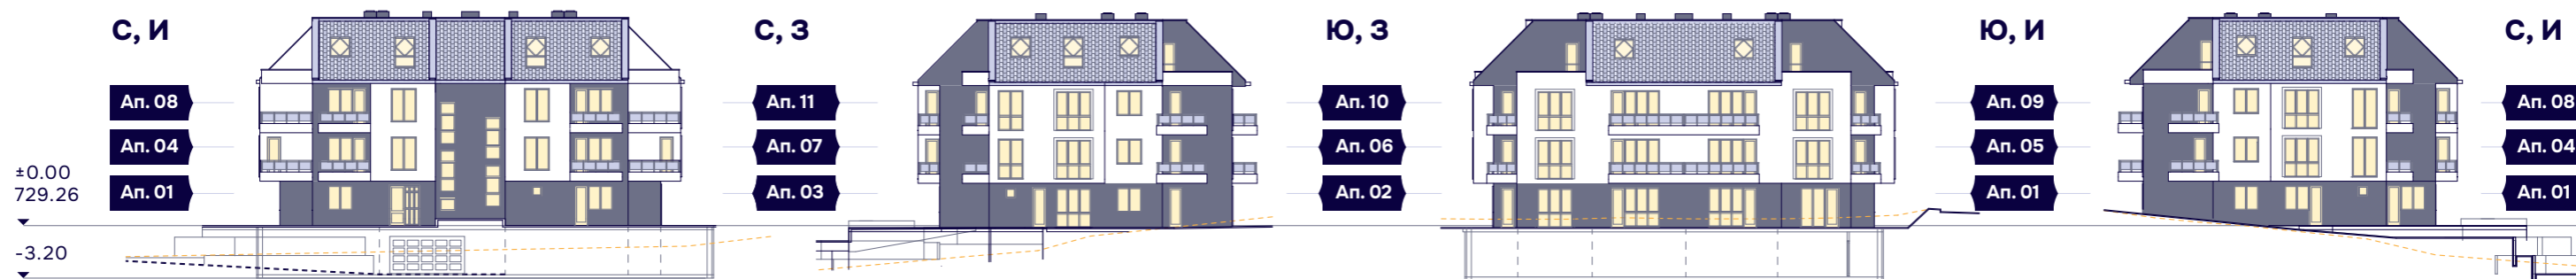 С, И
Ап. 08
Ап. 04
Ап. 01
±0.00
729.26
-3.20
С, З
Ап. 11
Ап. 07
Ап. 03
Ю, З
Ап. 10
Ап. 06
Ап. 02
Ю, И
Ап. 09
Ап. 05
Ап. 01
С, И
Ап. 08
Ап. 04
Ап. 01